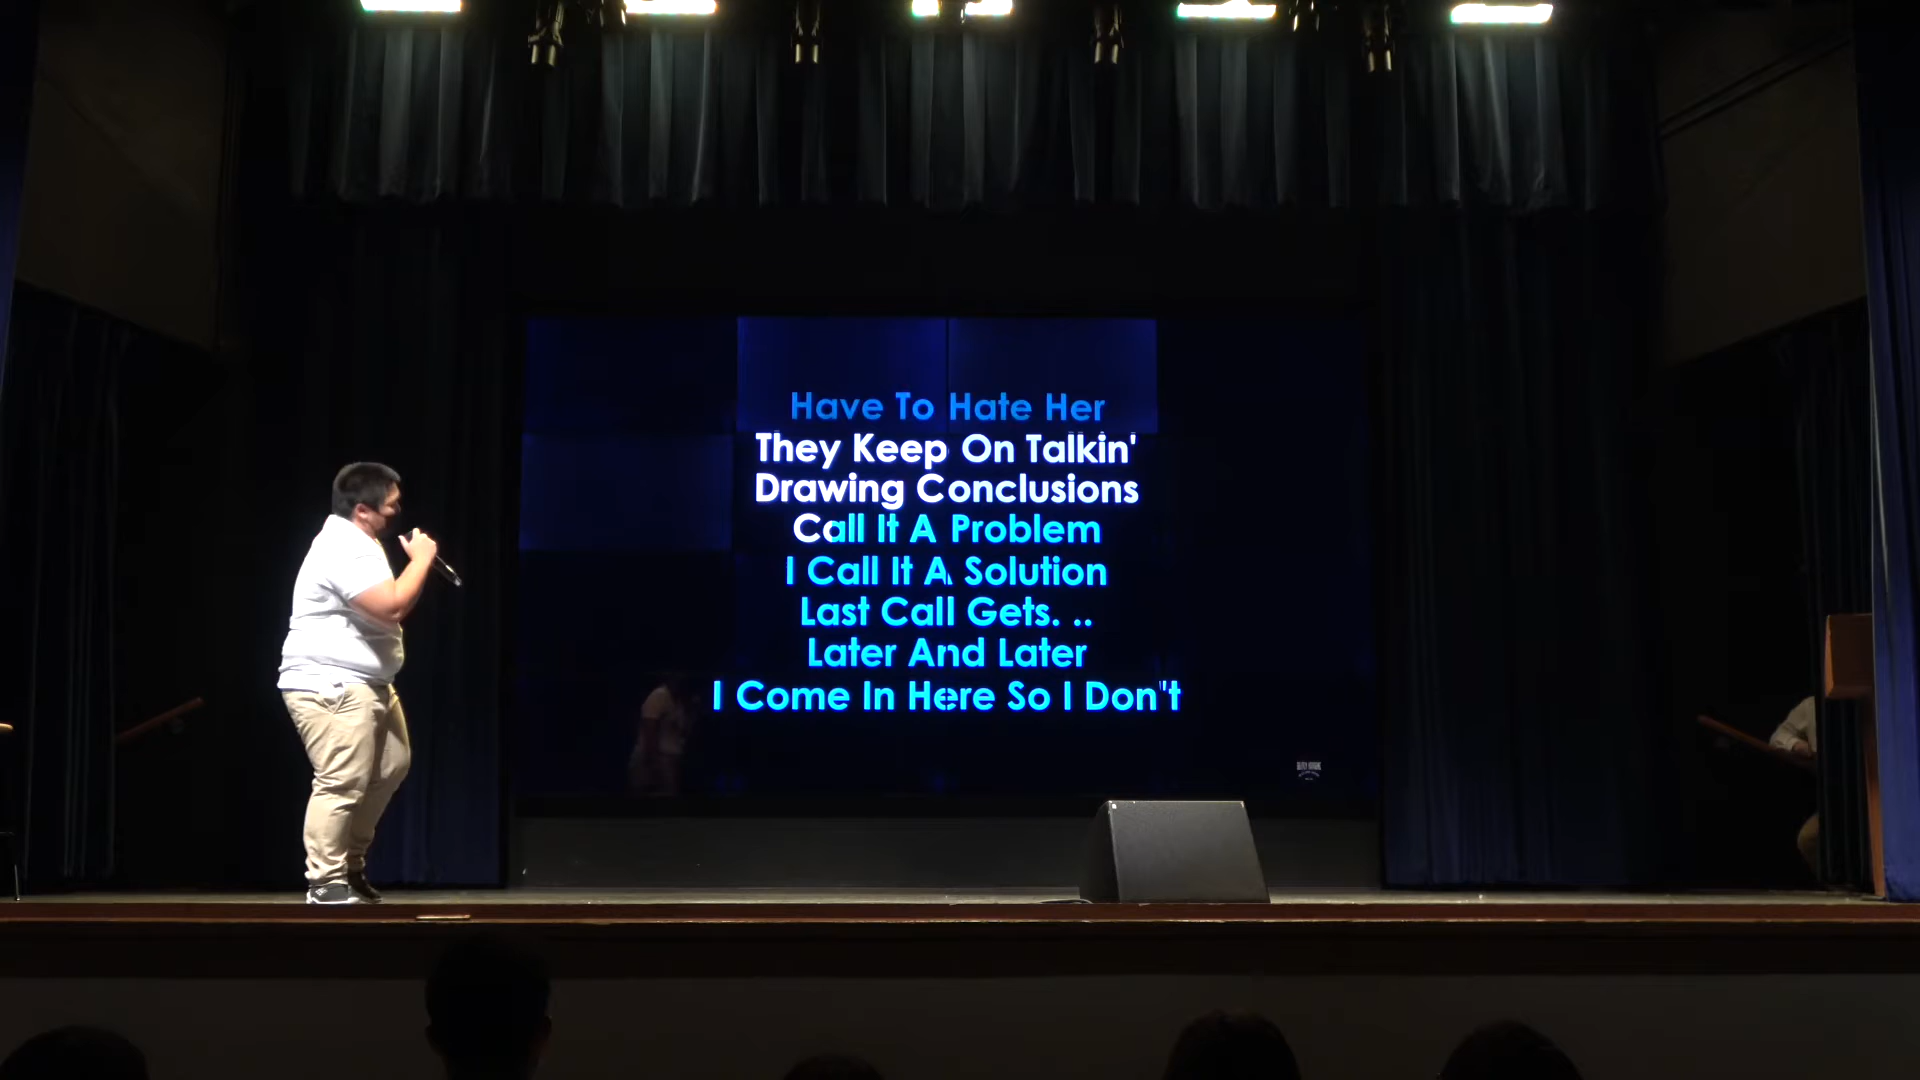 Have To Hate Her
They Keep On Talkin'
Drawing Conclusions
Call It A Problem
I Call It A Solution
Last Call Gets. ..
Later And Later
I Come In Here So I Don"t